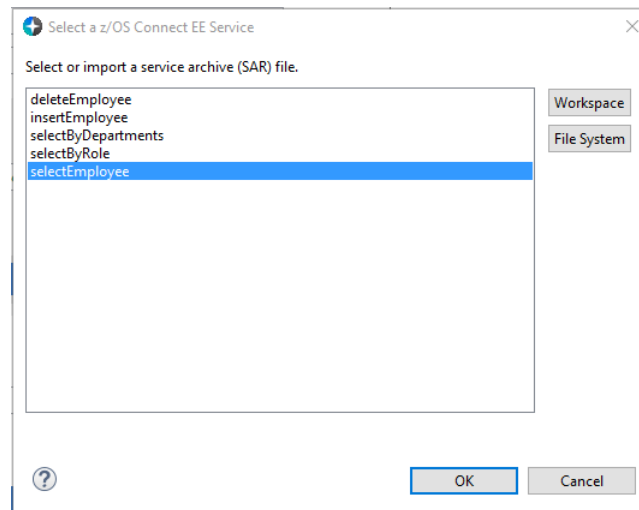 Select a z/OS Connect EE Service
Select or import a service archive (SAR) file.
deleteEmployee
insertEmployee
selectByDepartments
selectByRole
selectEmployee
Workspace
File System
?
OK
Cancel